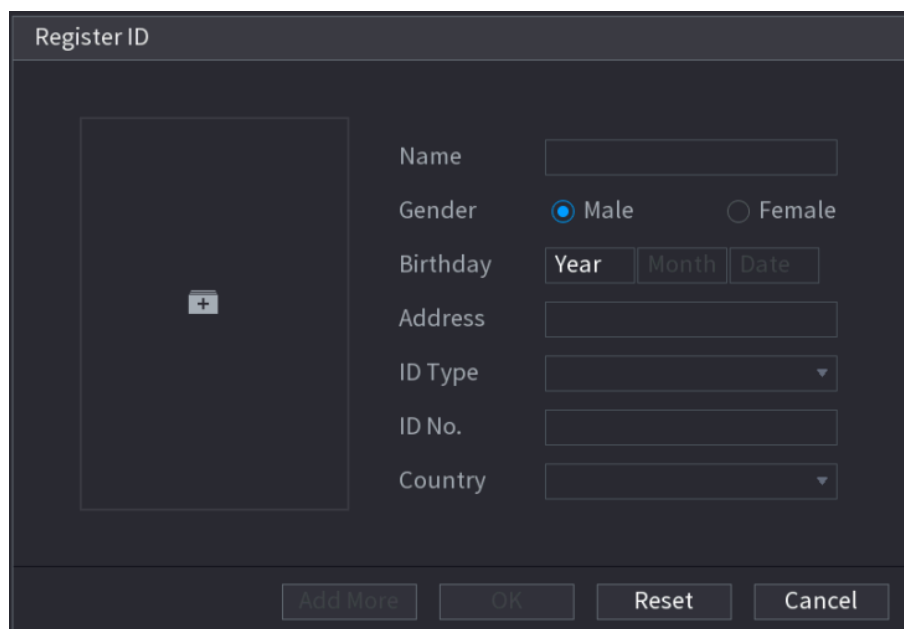 Register ID
Name
Gender Male Female
Birthday Year Month Date
Address
ID Type
ID No.
Country
Add More OK Reset Cancel